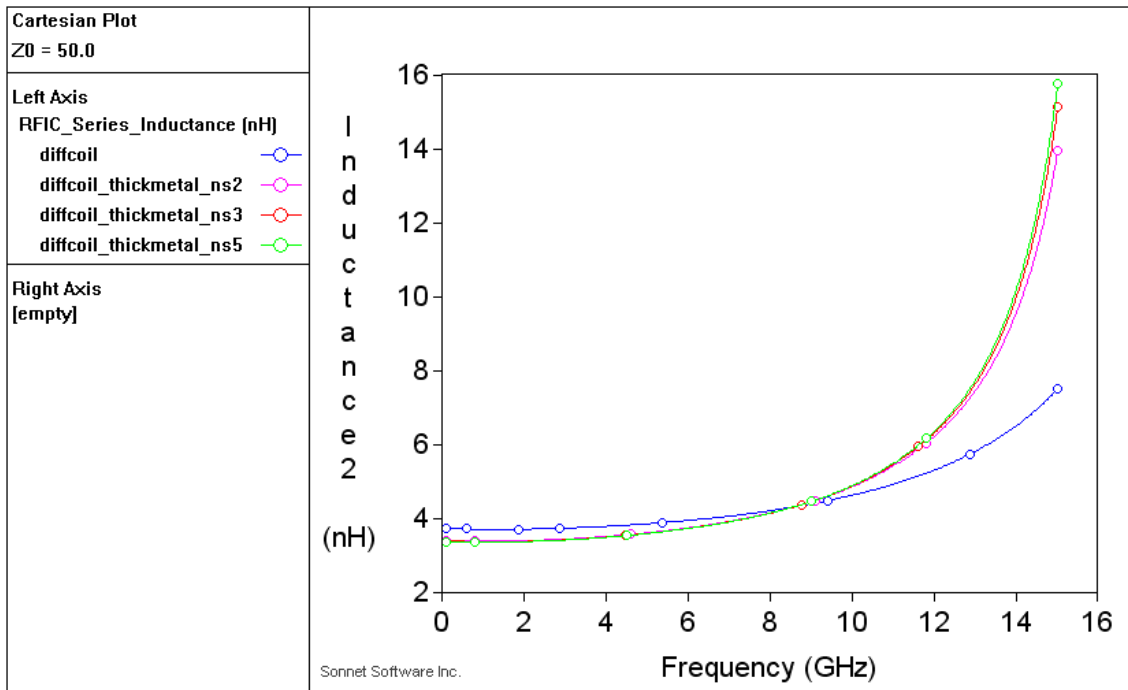 Cartesian Plot
Z0 = 50.0
Left Axis
RFIC_Series_Inductance (nH)
diffcoil
diffcoil_thickmetal_ns2
diffcoil_thickmetal_ns3
diffcoil_thickmetal_ns5
Right Axis
[empty]
Inductance2
(nH)
16
14
12
10
8
6
4
2
0 2 4 6 8 10 12 14 16
Sonnet Software Inc.
Frequency (GHz)